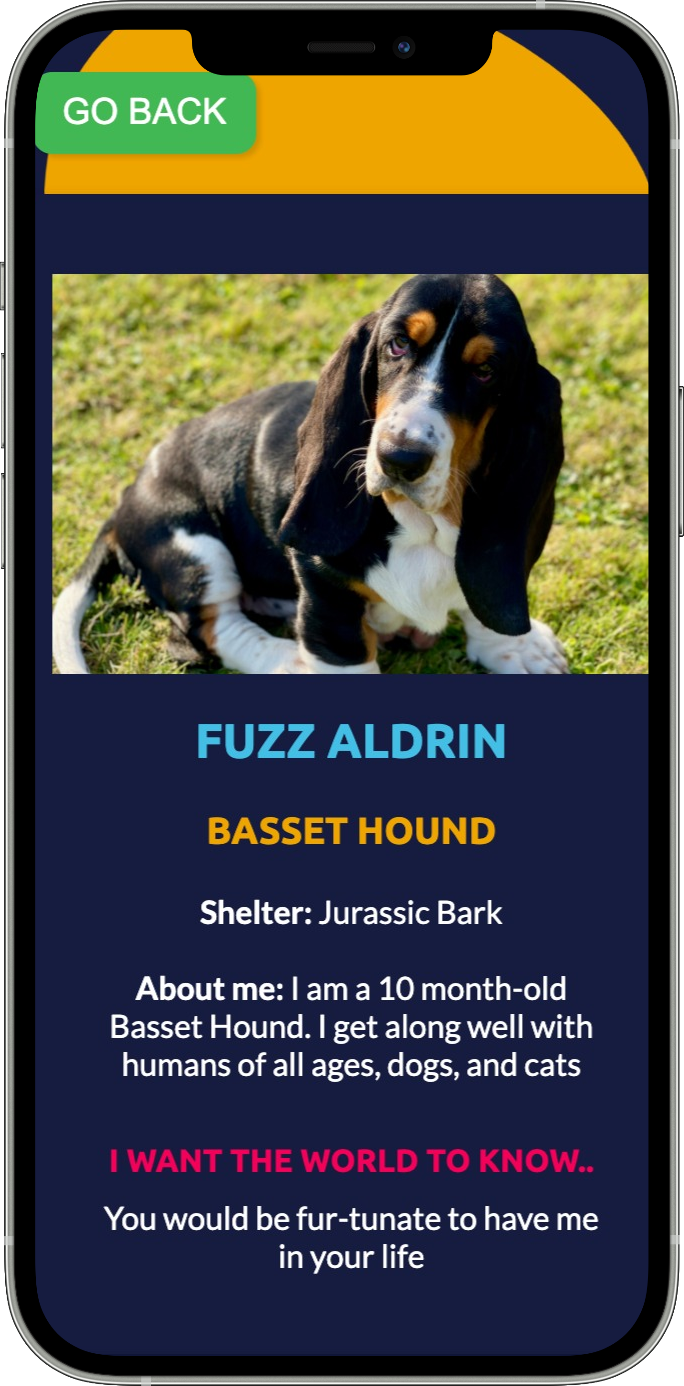 GO BACK
FUZZ ALDRIN
BASSET HOUND
Shelter: Jurassic Bark
About me: I am a 10 month-old
Basset Hound. I get along well with
humans of all ages, dogs, and cats
I WANT THE WORLD TO KNOW..
You would be fur-tunate to have me
in your life